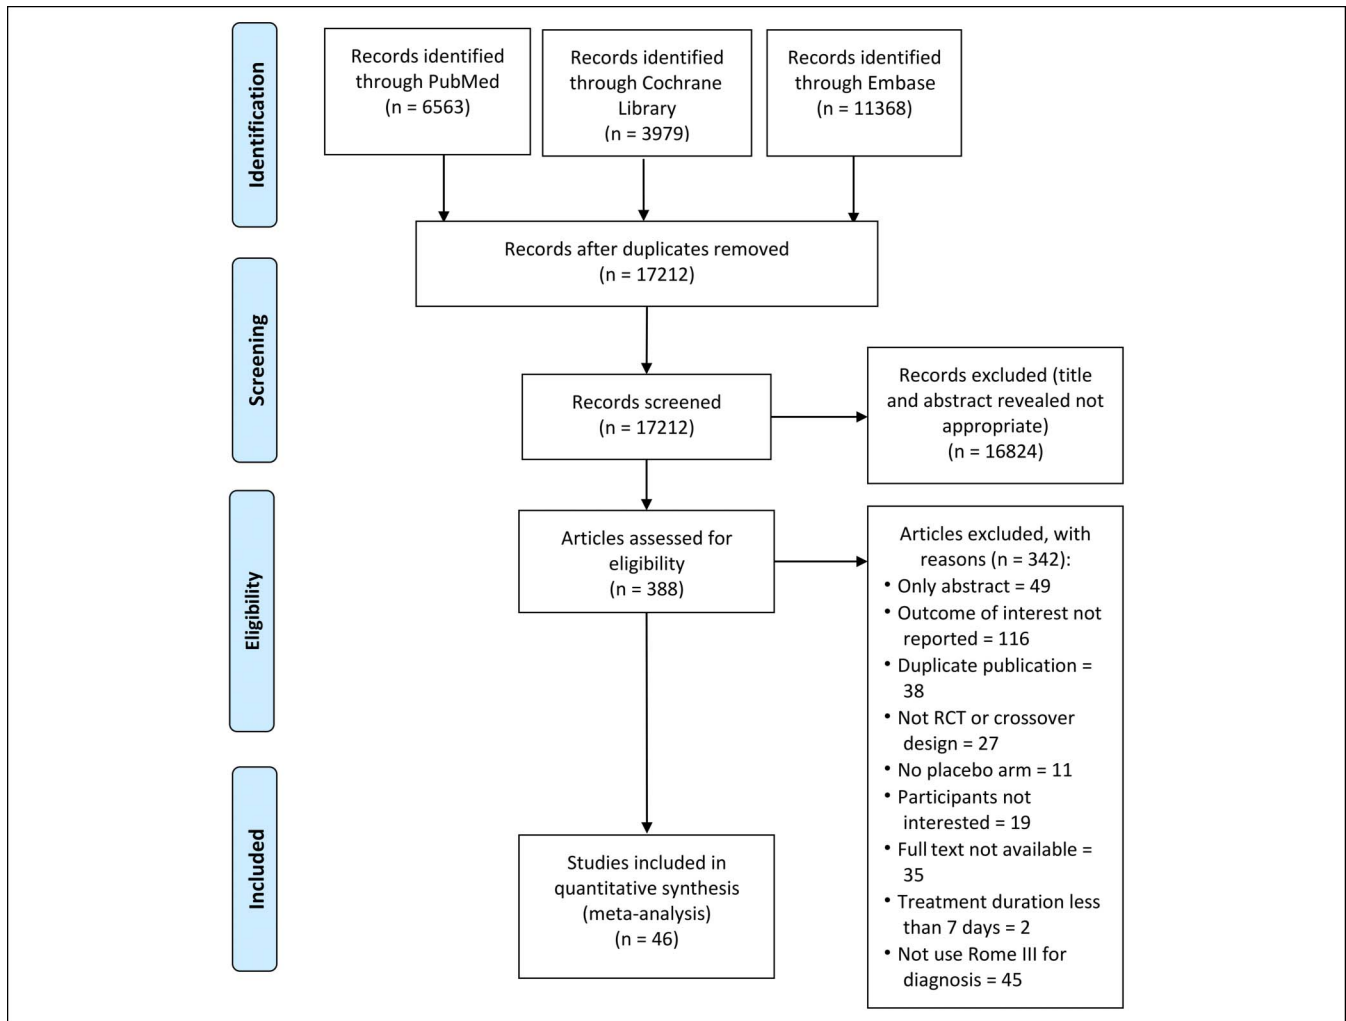 Identification
Records identified
through PubMed
(n = 6563)
Records identified
through Cochrane
Library
(n = 3979)
Records identified
through Embase
(n = 11368)
Records after duplicates removed
(n = 17212)
Screening
Records screened
(n = 17212)
Records excluded (title
and abstract revealed not
appropriate)
(n = 16824)
Eligibility
Articles assessed for
eligibility
(n = 388)
Articles excluded, with
reasons (n = 342):
• Only abstract = 49
• Outcome of interest not
reported = 116
• Duplicate publication =
38
• Not RCT or crossover
design = 27
• No placebo arm = 11
• Participants not
interested = 19
• Full text not available =
35
• Treatment duration less
than 7 days = 2
• Not use Rome III for
diagnosis = 45
Included
Studies included in
quantitative synthesis
(meta-analysis)
(n = 46)